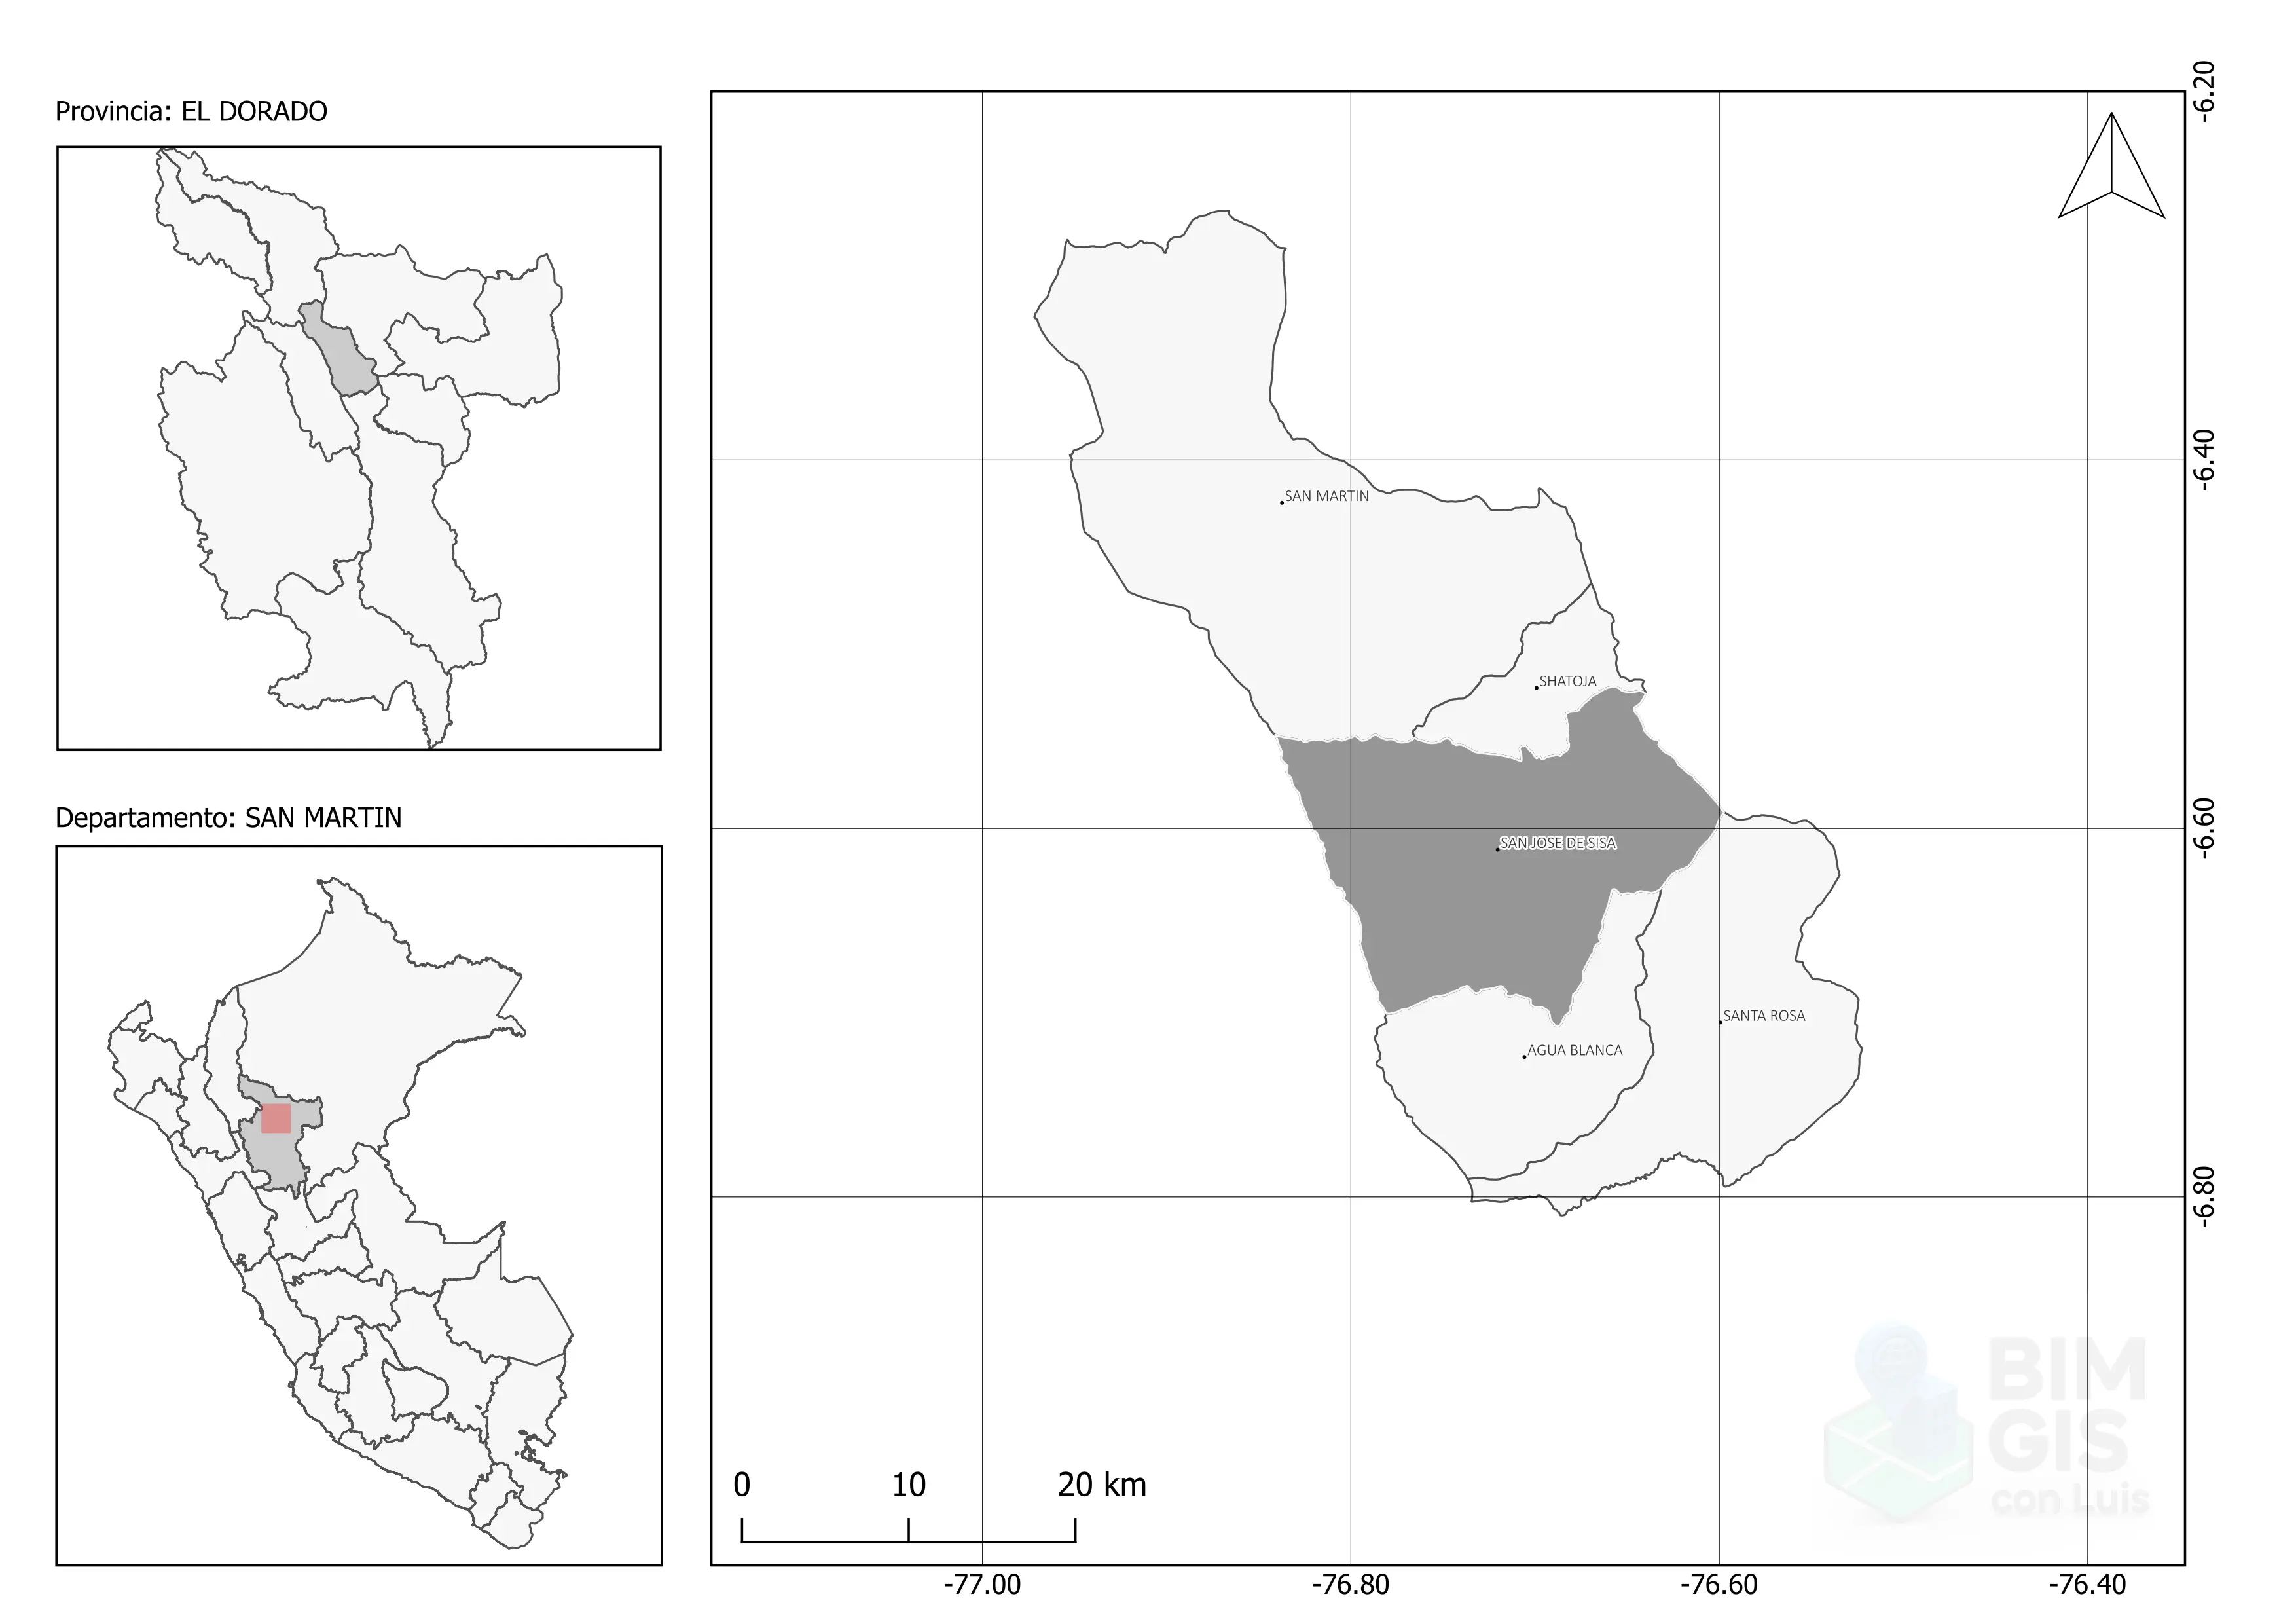 Provincia: EL DORADO
Departamento: SAN MARTIN
SAN MARTIN
SHATOJA
SAN JOSE DE SISA
SANTA ROSA
AGUA BLANCA
-6.20
-6.40
-6.60
-6.80
0 10 20 km
-77.00 -76.80 -76.60 -76.40
BIM
GIS
con Luis